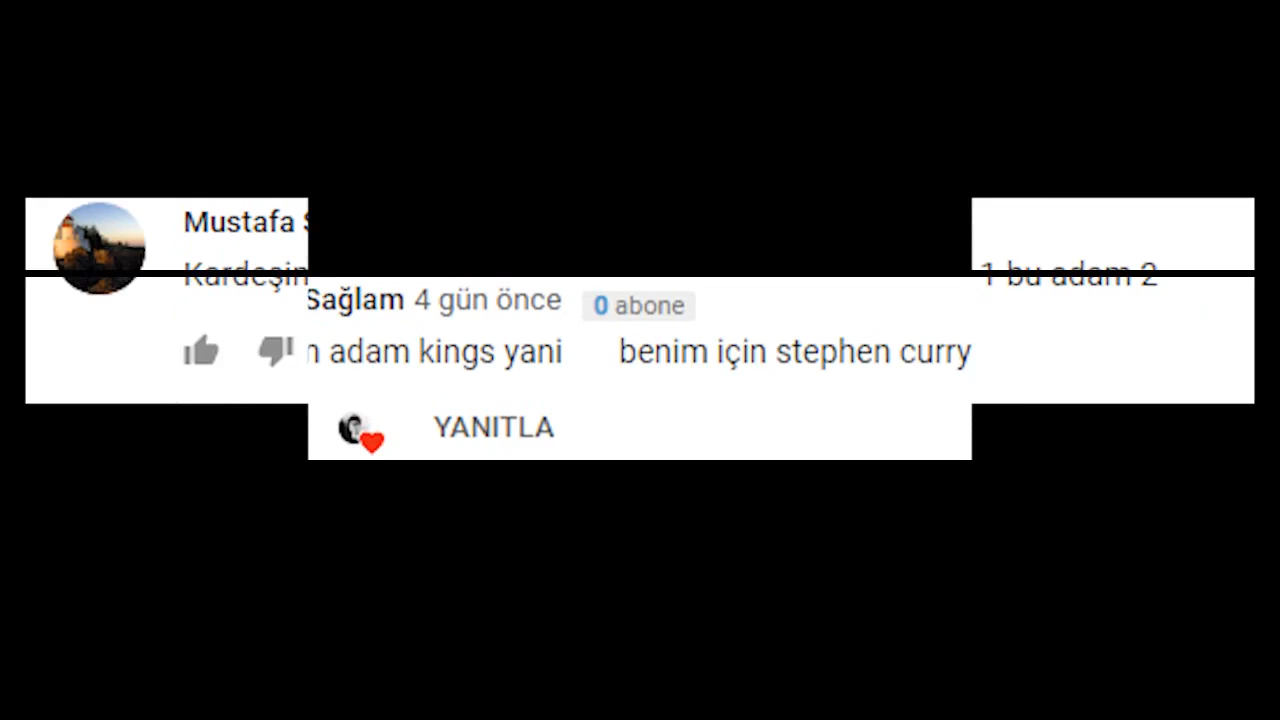 Mustafa Sağlam 4 gün önce 0 abone
Kardeşin adam kings yani benim için stephen curry 1 bu adam 2
YANITLA